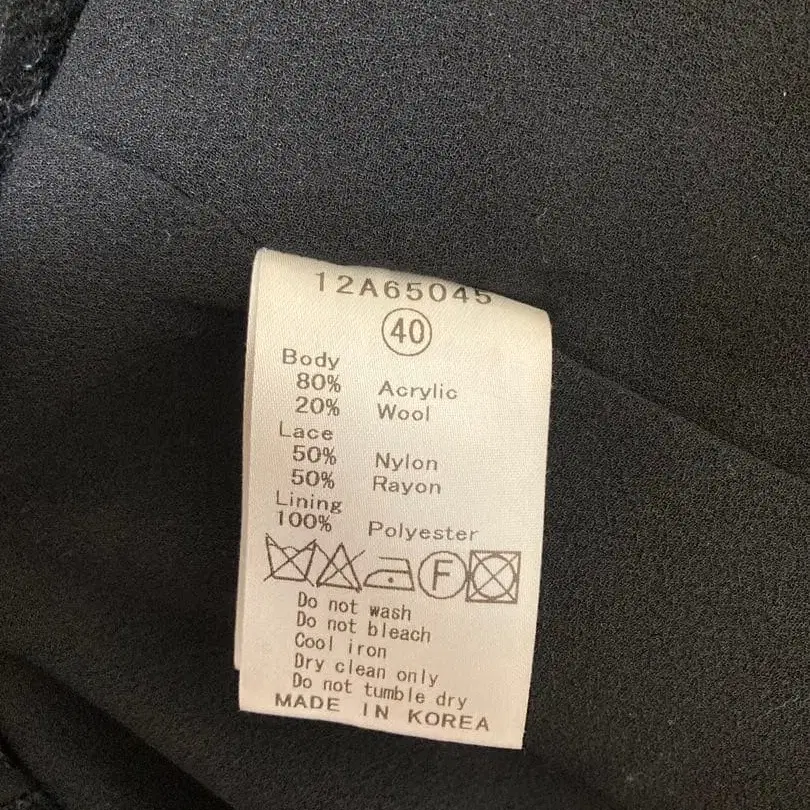 12A65045
40
Body
80% Acrylic
20% Wool
Lace
50% Nylon
50% Rayon
Lining
100% Polyester
F
Do not wash
Do not bleach
Cool iron
Dry clean only
Do not tumble dry
MADE IN KOREA